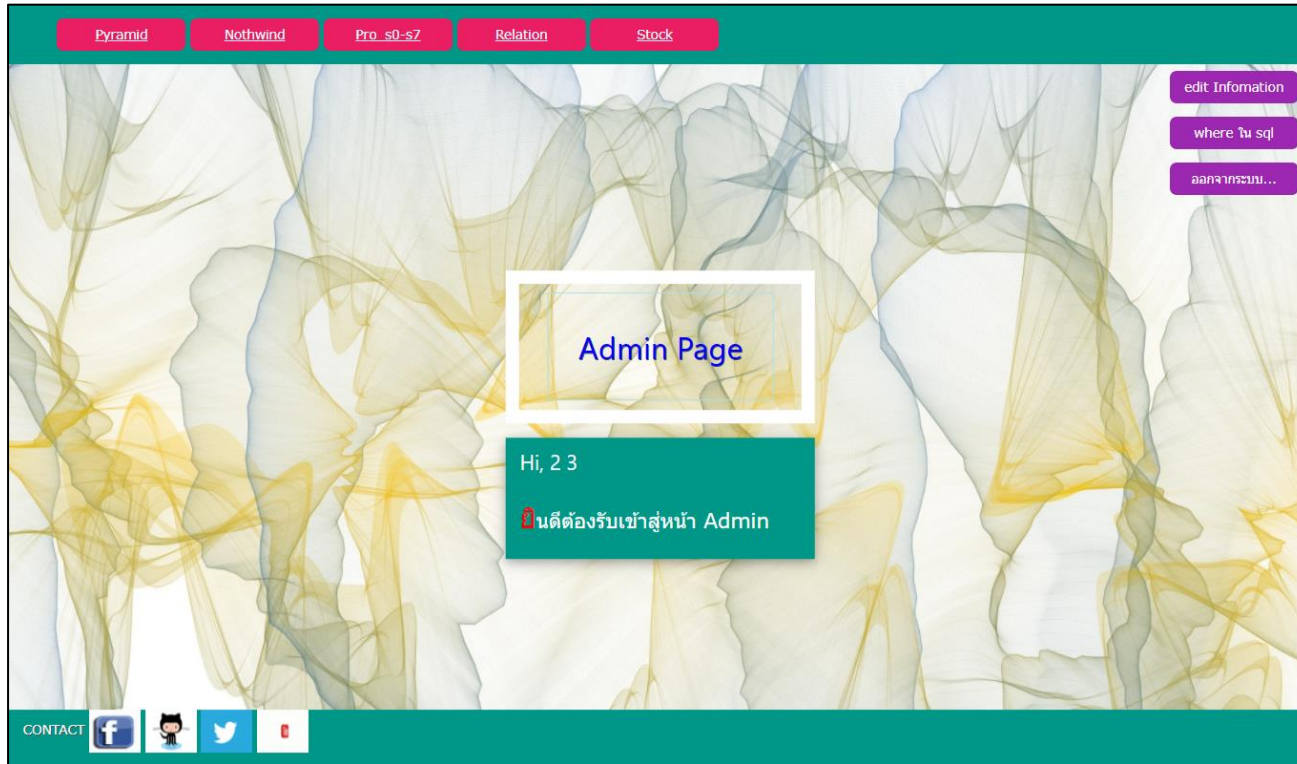 Pyramid Nothwind Pro_s0-s7 Relation Stock
edit Infomation
where ใน sql
ออกจากระบบ...
Admin Page
Hi, 2 3
ยินดีต้องรับเข้าสู่หน้า Admin
CONTACT